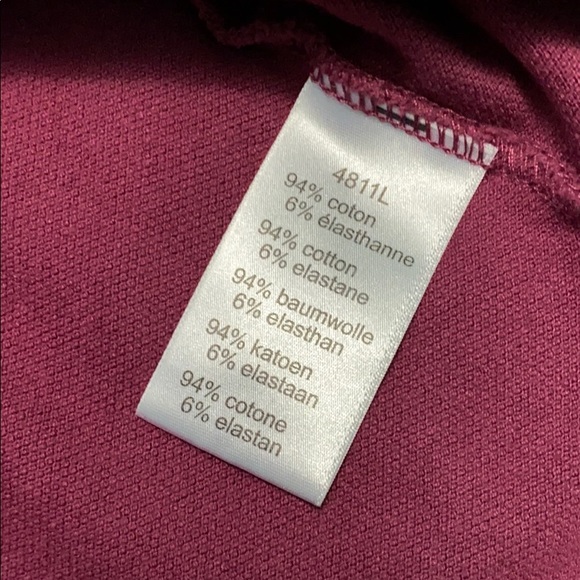 4811L
94% coton
6% élasthanne
94% cotton
6% elastane
94% baumwolle
6% elasthan
94% katoen
6% elastaan
94% cotone
6% elastan